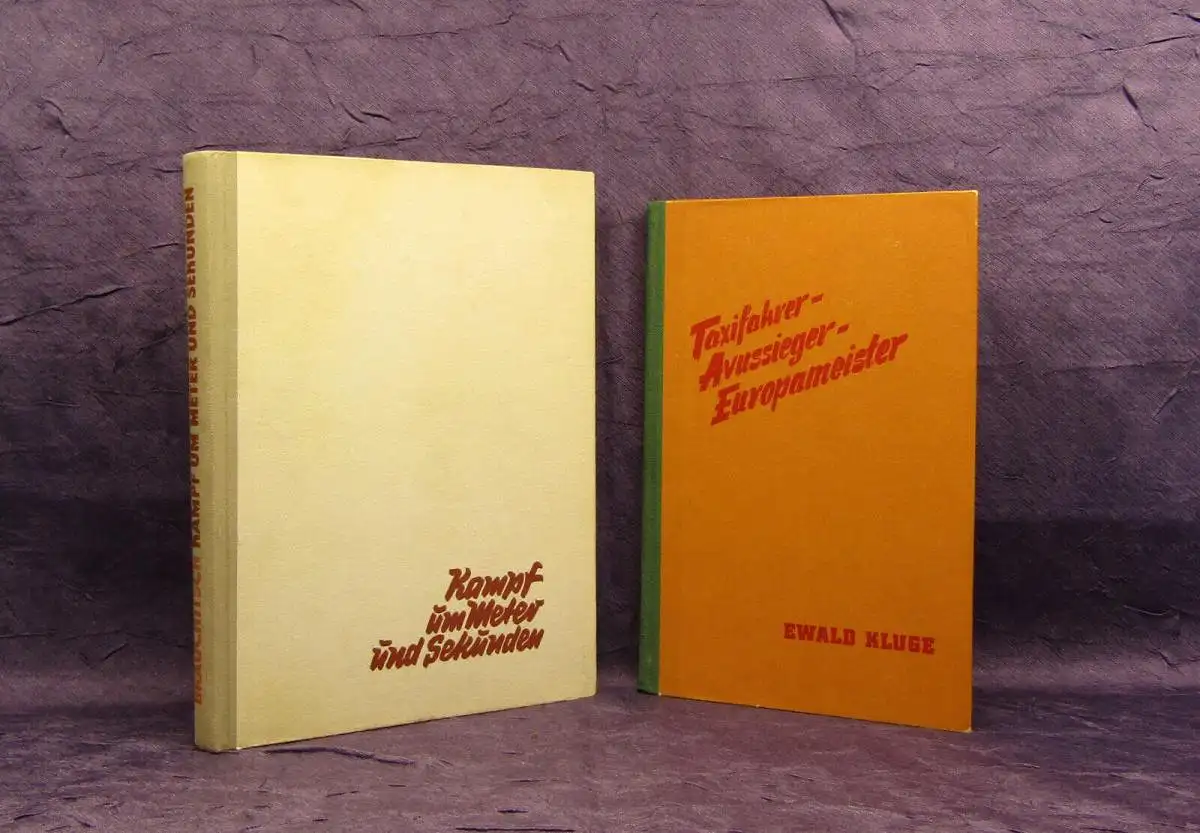 BRAUCHITSCH KAMPF UM METER UND SEKUNDEN
Kampf
um Meter
und Sekunden
Taxifahrer-
Avussieger-
Europameister
EWALD KLUGE